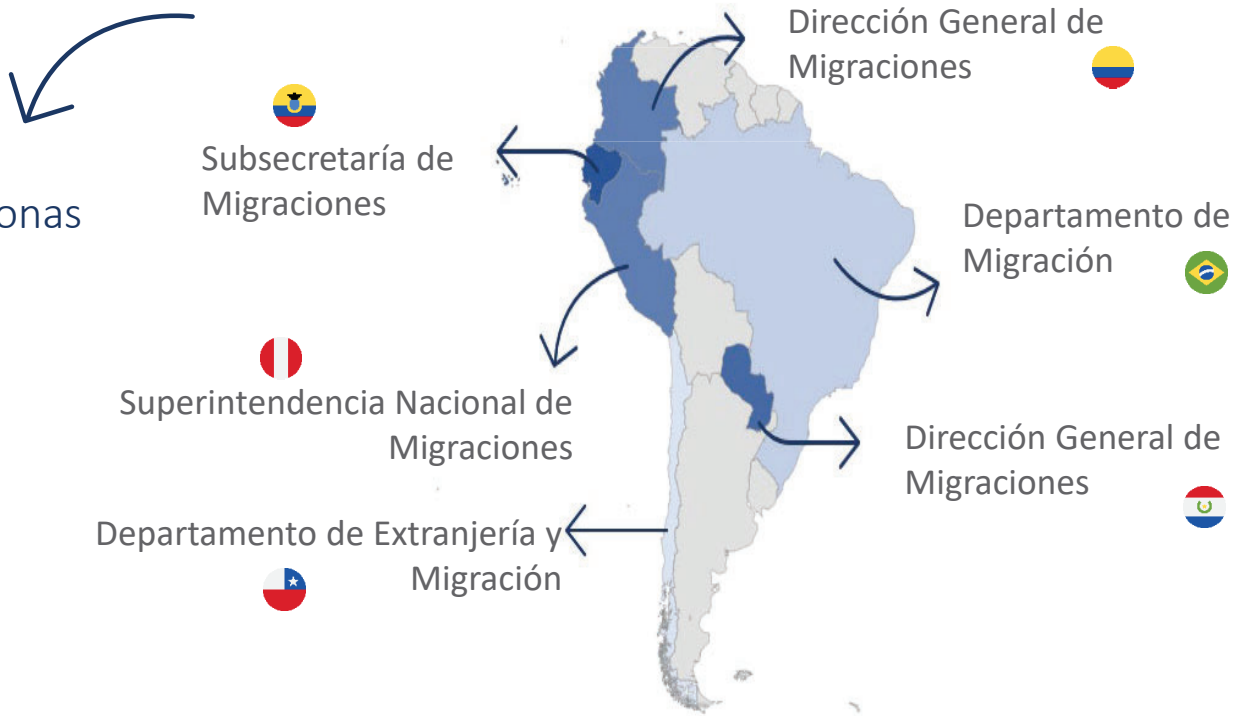 Dirección General de
Migraciones
Subsecretaría de
Migraciones
onas
Departamento de
Migración
Superintendencia Nacional de
Migraciones
Dirección General de
Migraciones
Departamento de Extranjería y
Migración